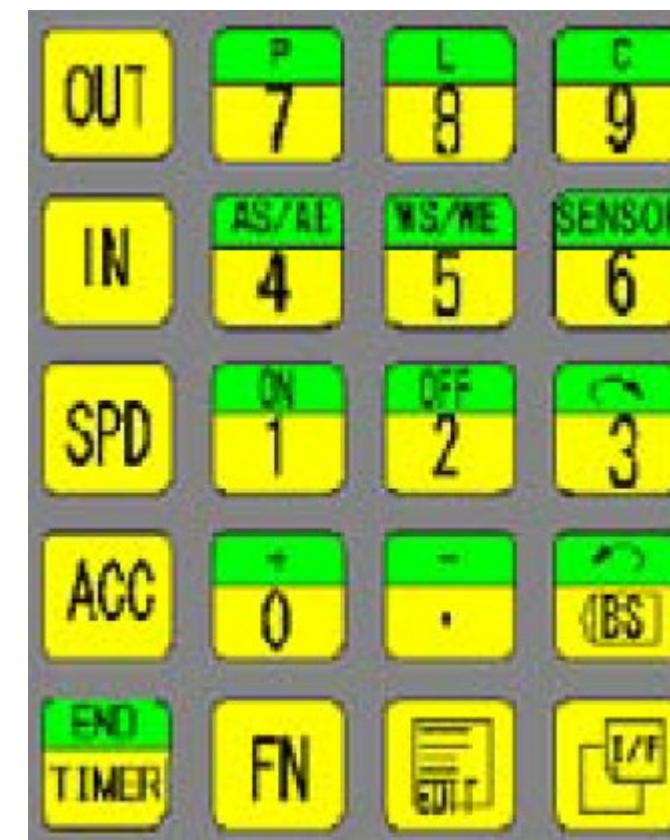 OUT P L C
7 8 9
IN AS/AE WS/WE SENSO
4 5 6
SPD ON OFF
1 2 3
ACC + -
0 . BS
END
TIMER FN EDIT I/F